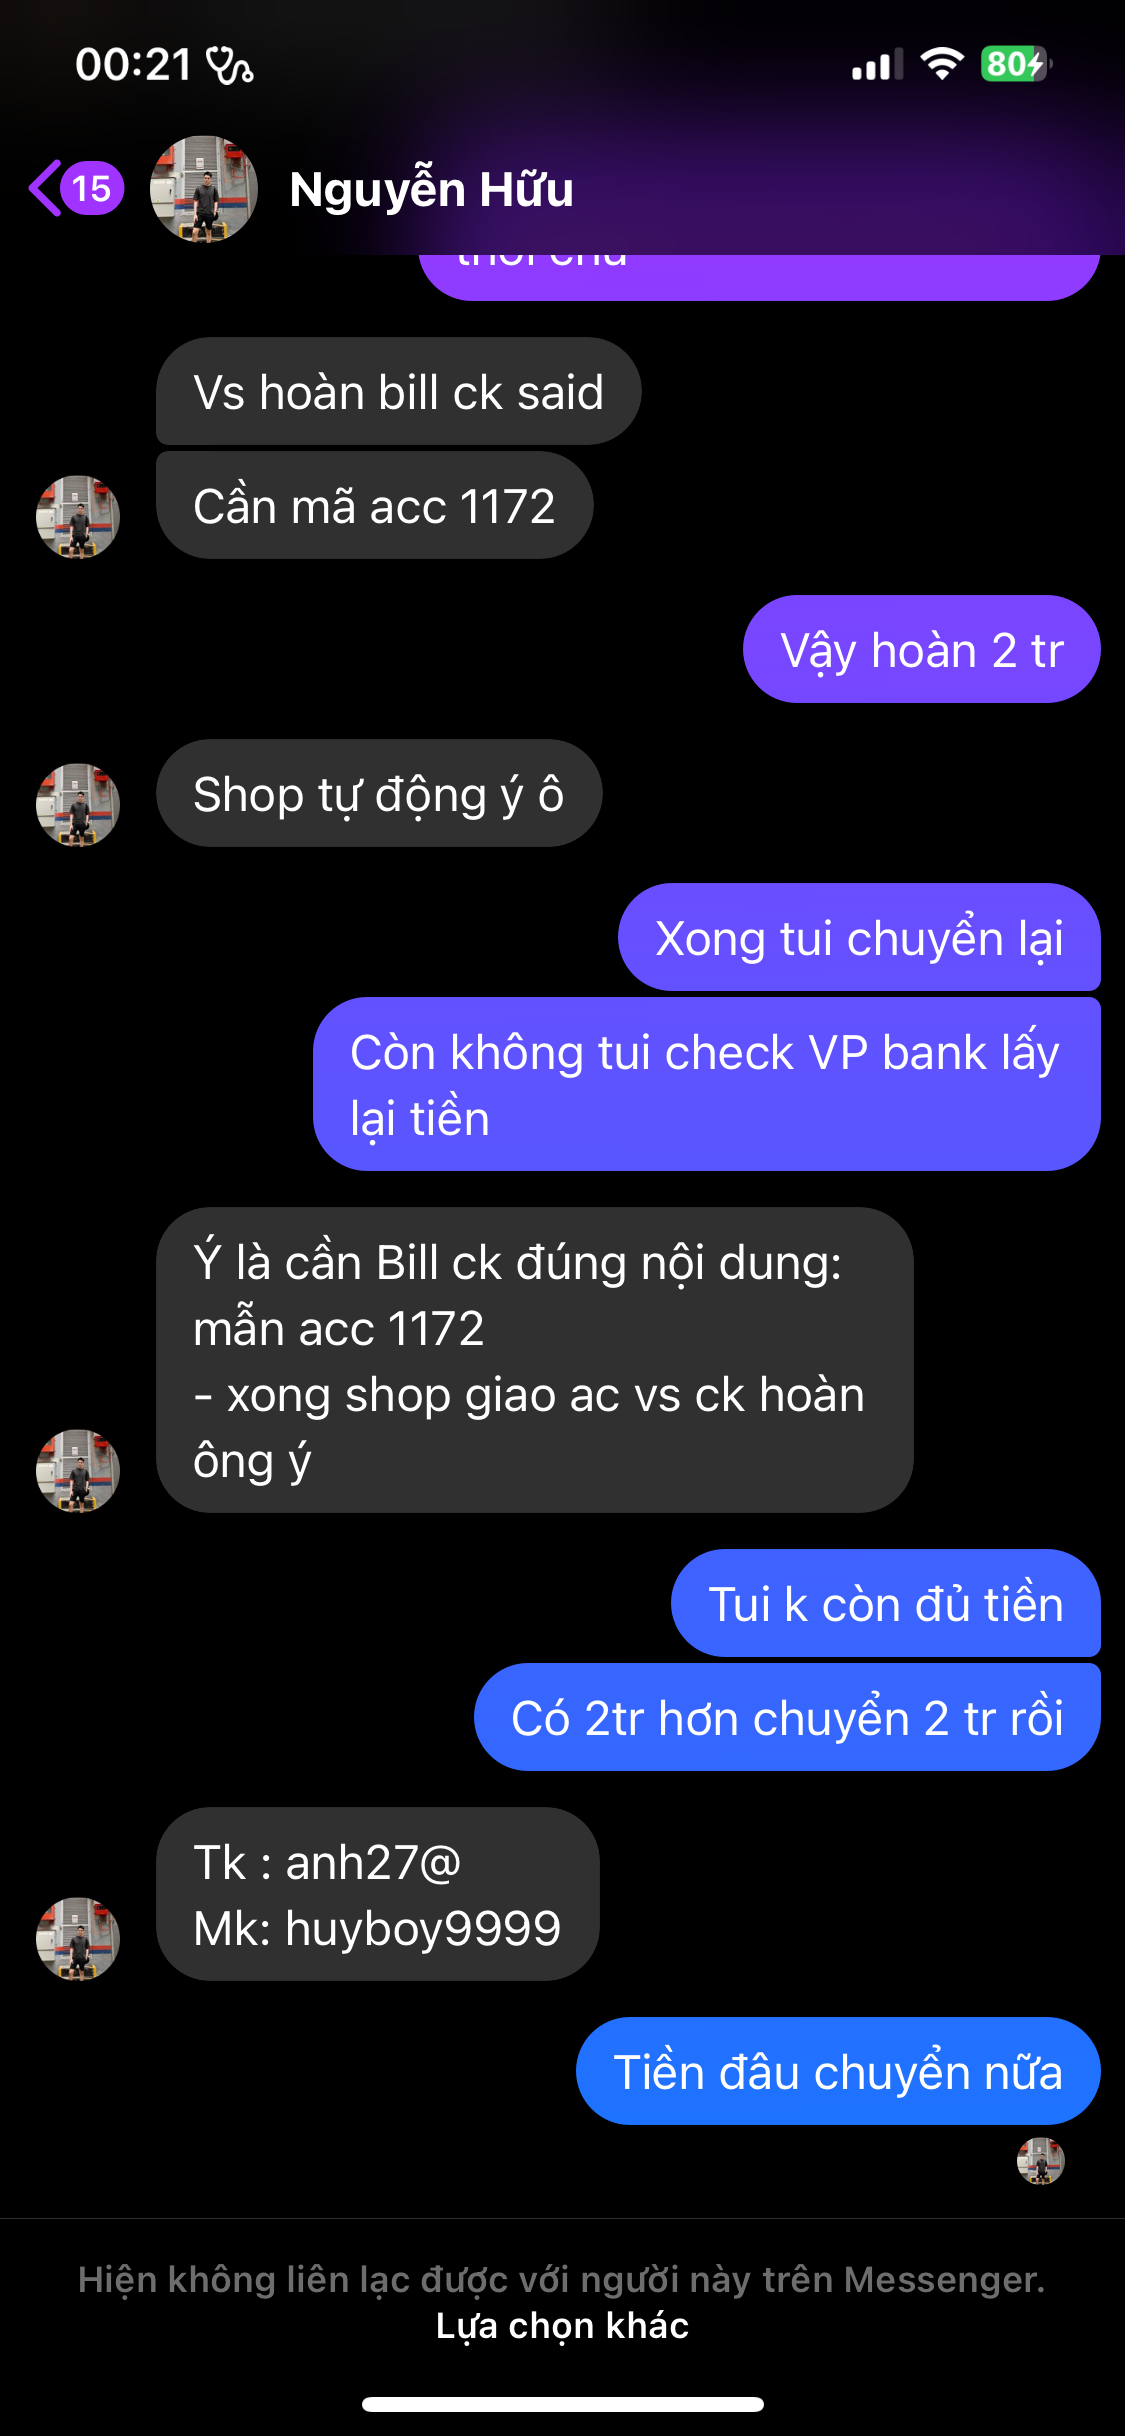 00:21
80
15
Nguyễn Hữu
Vs hoàn bill ck said
Cần mã acc 1172
Vậy hoàn 2 tr
Shop tự động ý ô
Xong tui chuyển lại
Còn không tui check VP bank lấy
lại tiền
Ý là cần Bill ck đúng nội dung:
mẫn acc 1172
- xong shop giao ac vs ck hoàn
ông ý
Tui k còn đủ tiền
Có 2tr hơn chuyển 2 tr rồi
Tk : anh27@
Mk: huyboy9999
Tiền đâu chuyển nữa
Hiện không liên lạc được với người này trên Messenger.
Lựa chọn khác